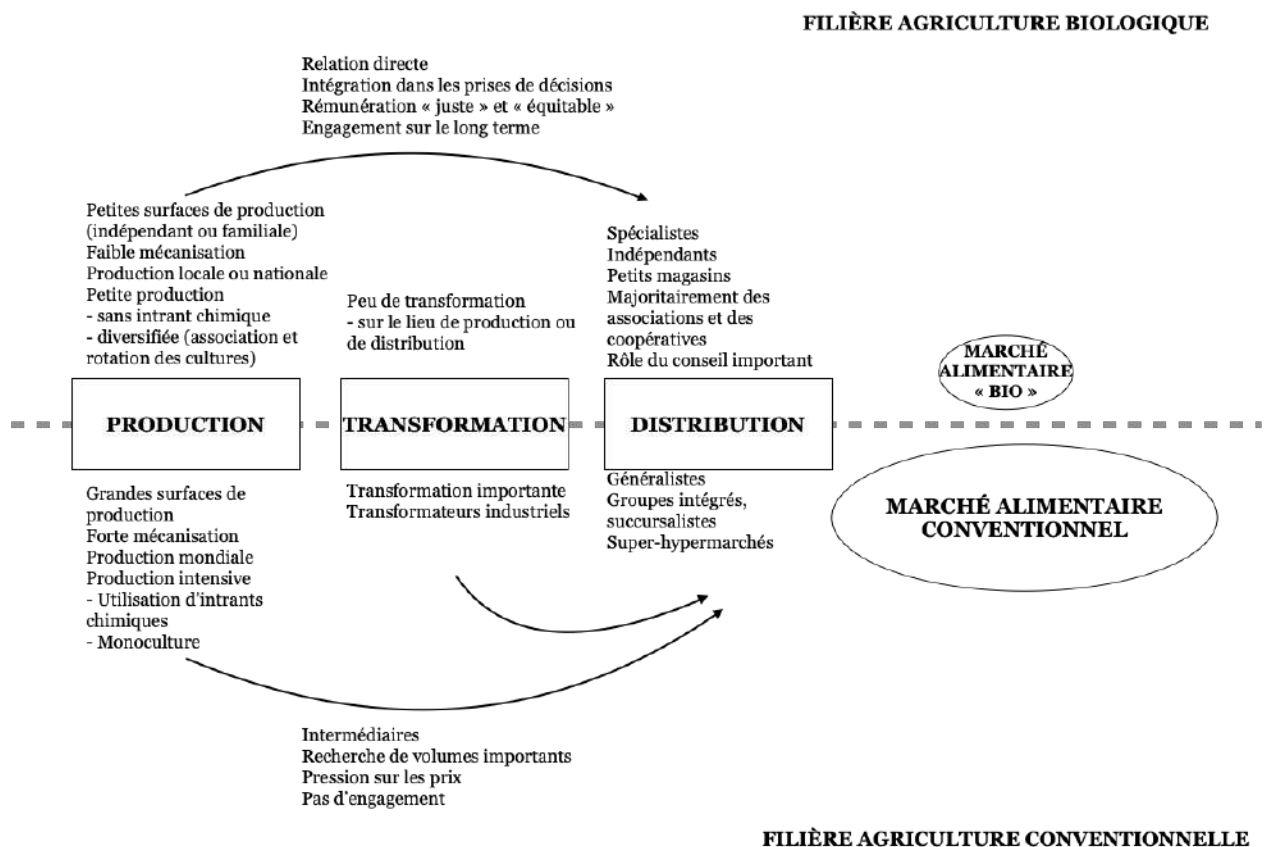 FILIÈRE AGRICULTURE BIOLOGIQUE
Relation directe
Intégration dans les prises de décisions
Rémunération « juste » et « équitable »
Engagement sur le long terme
Petites surfaces de production
(indépendant ou familiale)
Faible mécanisation
Production locale ou nationale
Petite production
- sans intrant chimique
- diversifiée (association et
rotation des cultures)
Peu de transformation
- sur le lieu de production ou
de distribution
Spécialistes
Indépendants
Petits magasins
Majoritairement des
associations et des
coopératives
Rôle du conseil important
MARCHÉ
ALIMENTAIRE
« BIO »
PRODUCTION
TRANSFORMATION
DISTRIBUTION
Grandes surfaces de
production
Forte mécanisation
Production mondiale
Production intensive
- Utilisation d'intrants
chimiques
- Monoculture
Transformation importante
Transformateurs industriels
Généralistes
Groupes intégrés,
succursalistes
Super-hypermarchés
MARCHÉ ALIMENTAIRE
CONVENTIONNEL
Intermédiaires
Recherche de volumes importants
Pression sur les prix
Pas d'engagement
FILIÈRE AGRICULTURE CONVENTIONNELLE